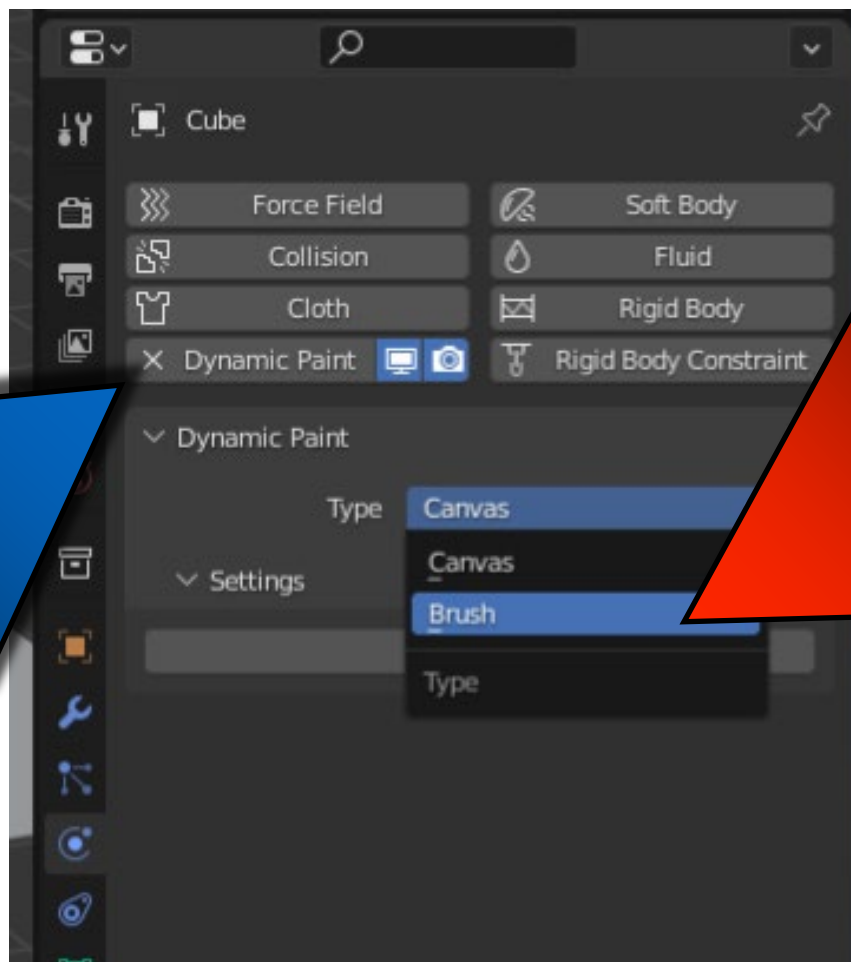 Cube
Force Field Soft Body
Collision Fluid
Cloth Rigid Body
Dynamic Paint Rigid Body Constraint
Dynamic Paint
Type Canvas
Canvas
Settings
Brush
Type